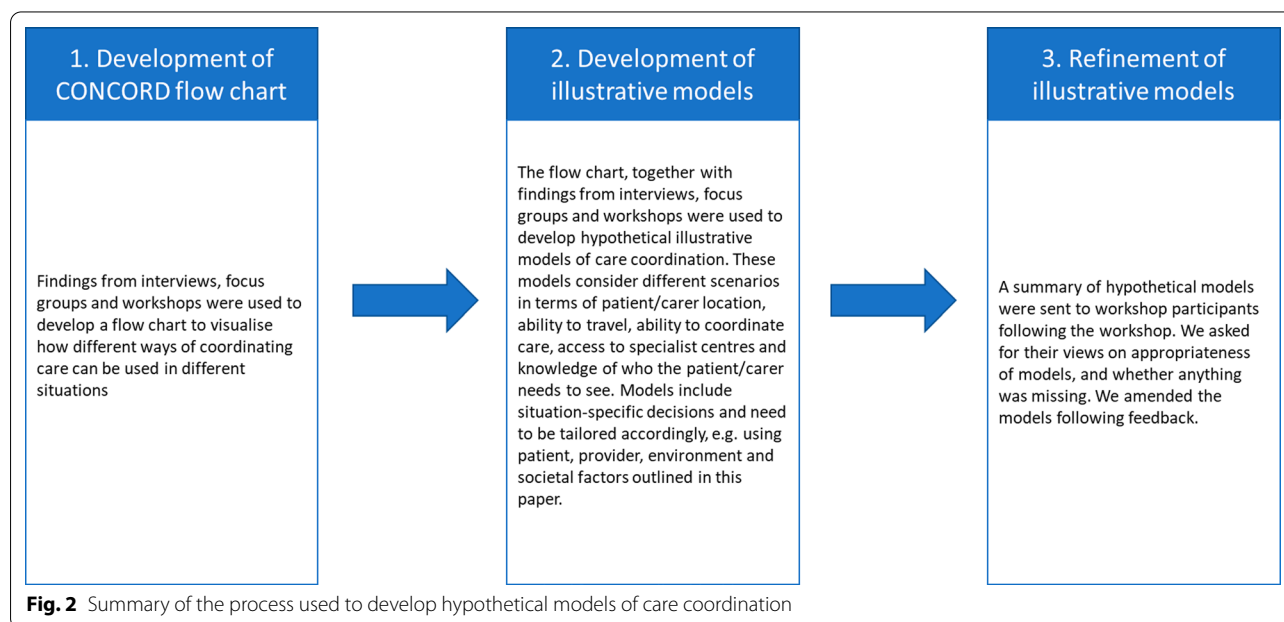 1. Development of
CONCORD flow chart
Findings from interviews, focus
groups and workshops were used to
develop a flow chart to visualise
how different ways of coordinating
care can be used in different
situations
2. Development of
illustrative models
The flow chart, together with
findings from interviews, focus
groups and workshops were used to
develop hypothetical illustrative
models of care coordination. These
models consider different scenarios
in terms of patient/carer location,
ability to travel, ability to coordinate
care, access to specialist centres and
knowledge of who the patient/carer
needs to see. Models include
situation-specific decisions and need
to be tailored accordingly, e.g. using
patient, provider, environment and
societal factors outlined in this
paper.
3. Refinement of
illustrative models
A summary of hypothetical models
were sent to workshop participants
following the workshop. We asked
for their views on appropriateness
of models, and whether anything
was missing. We amended the
models following feedback.
Fig. 2 Summary of the process used to develop hypothetical models of care coordination